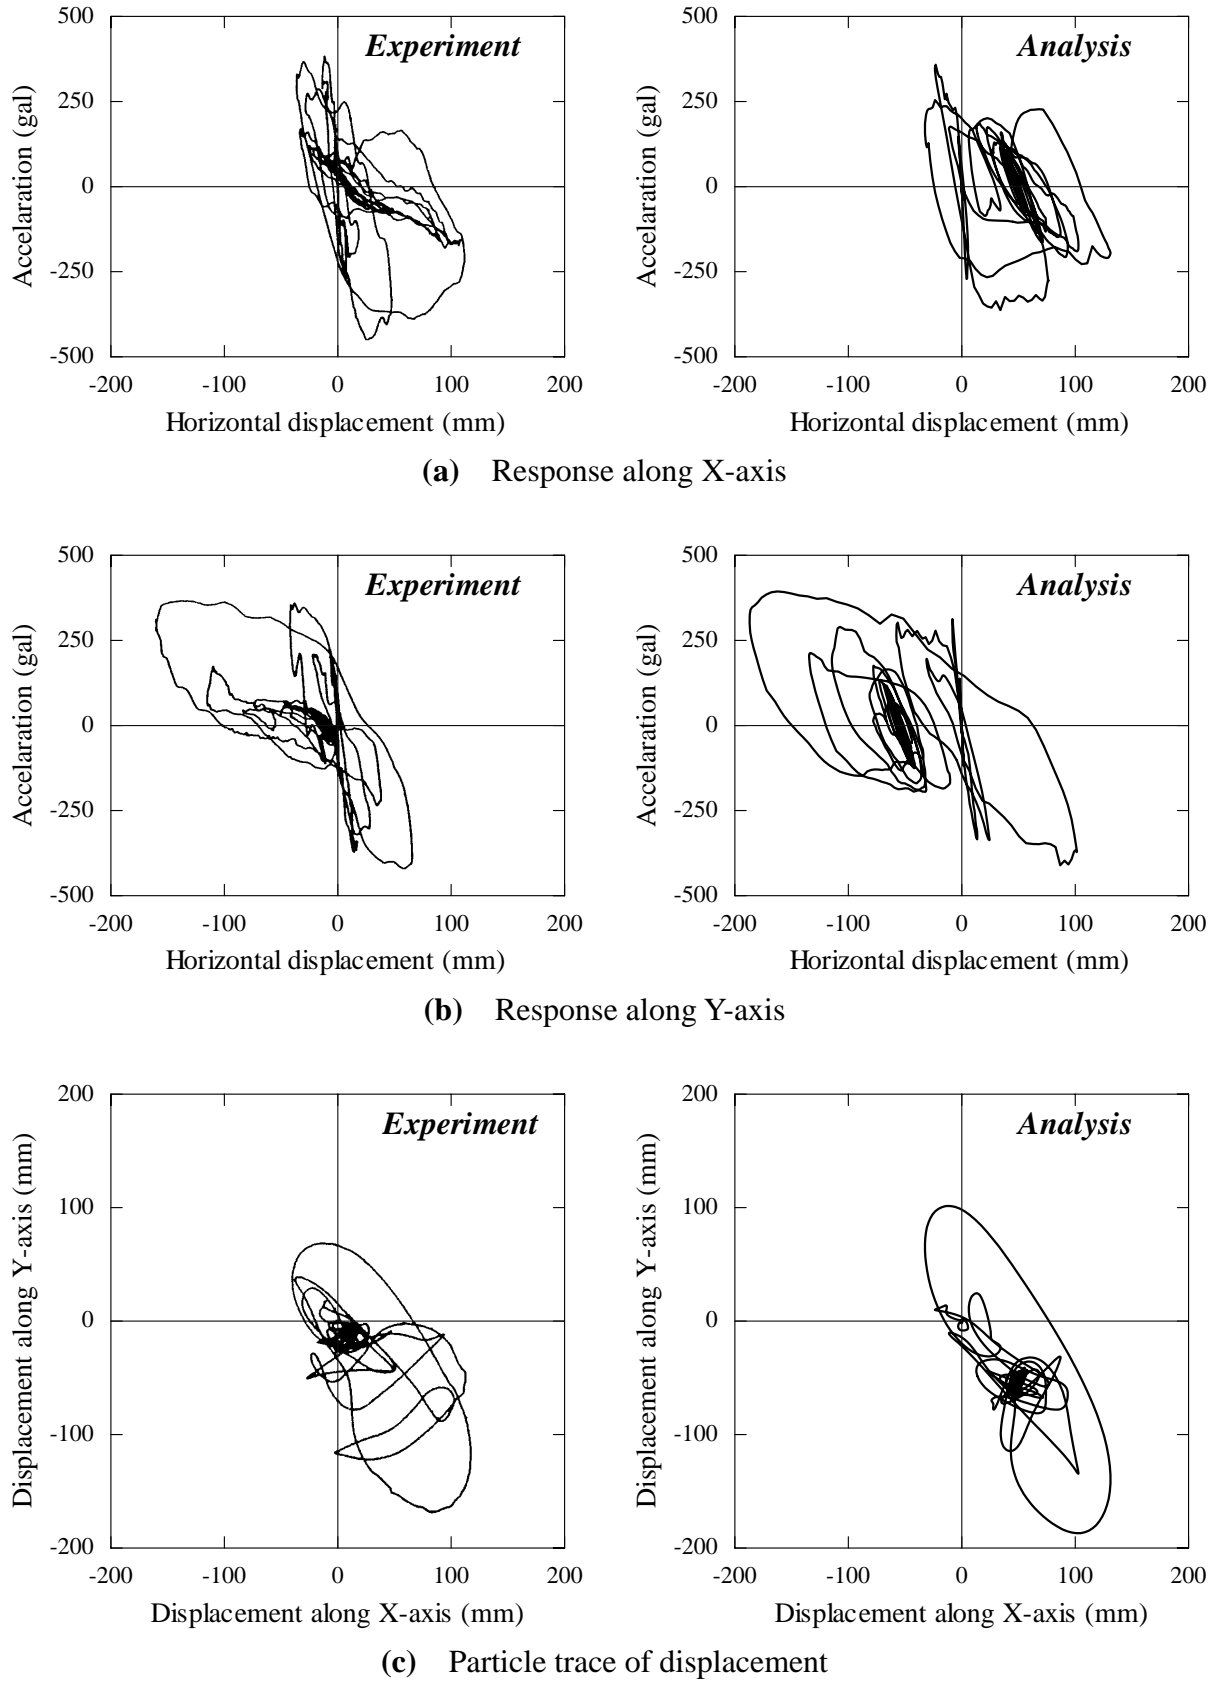 Experiment
Analysis
500
250
0
-250
-500
Accelaration (gal)
-200 -100 0 100 200
Horizontal displacement (mm)
500
250
0
-250
-500
Accelaration (gal)
-200 -100 0 100 200
Horizontal displacement (mm)
(a) Response along X-axis
Experiment
Analysis
500
250
0
-250
-500
Accelaration (gal)
-200 -100 0 100 200
Horizontal displacement (mm)
500
250
0
-250
-500
Accelaration (gal)
-200 -100 0 100 200
Horizontal displacement (mm)
(b) Response along Y-axis
Experiment
Analysis
200
100
0
-100
-200
Displacement along Y-axis (mm)
-200 -100 0 100 200
Displacement along X-axis (mm)
200
100
0
-100
-200
Displacement along Y-axis (mm)
-200 -100 0 100 200
Displacement along X-axis (mm)
(c) Particle trace of displacement